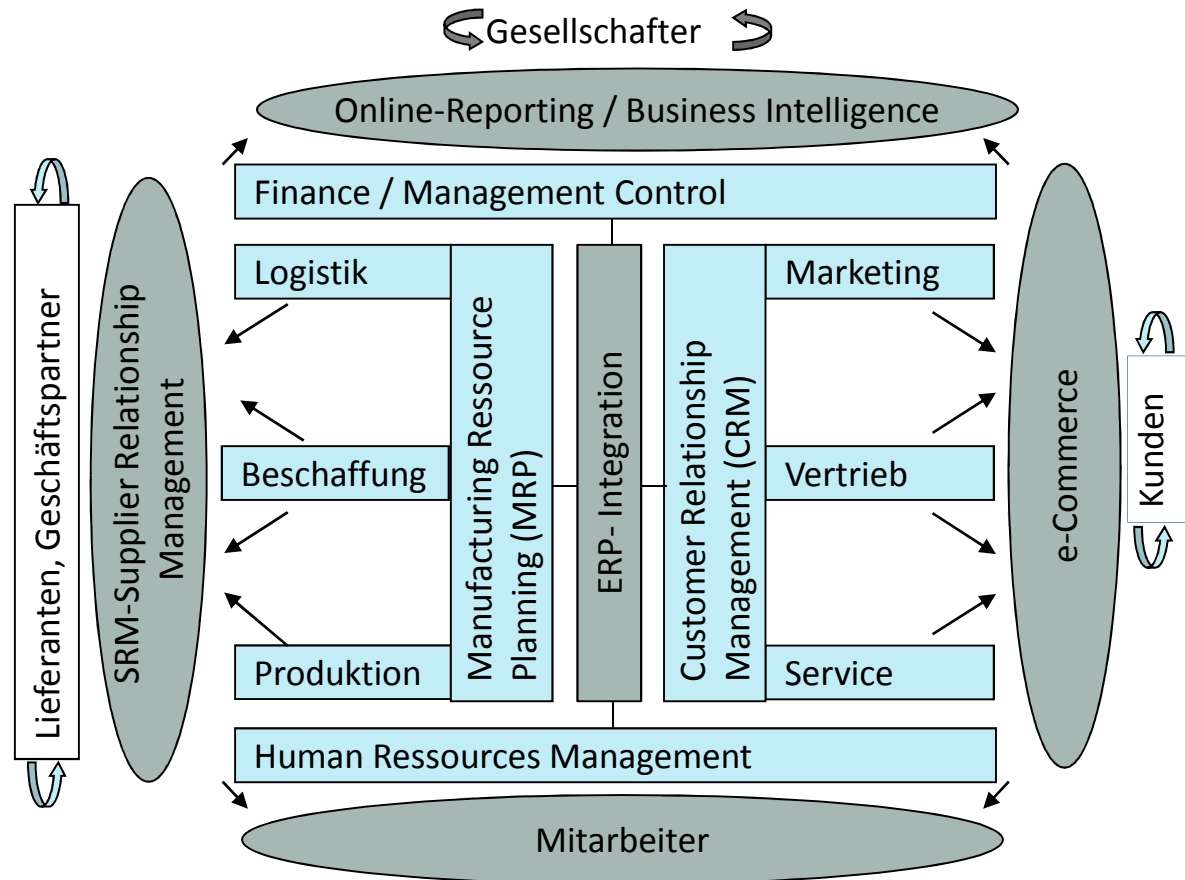 Gesellschafter
Online-Reporting / Business Intelligence
Finance / Management Control
Lieferanten, Geschäftspartner
SRM-Supplier Relationship
Management
Logistik
Beschaffung
Produktion
Manufacturing Ressource
Planning (MRP)
ERP- Integration
Customer Relationship
Management (CRM)
Marketing
Vertrieb
Service
e-Commerce
Kunden
Human Ressources Management
Mitarbeiter